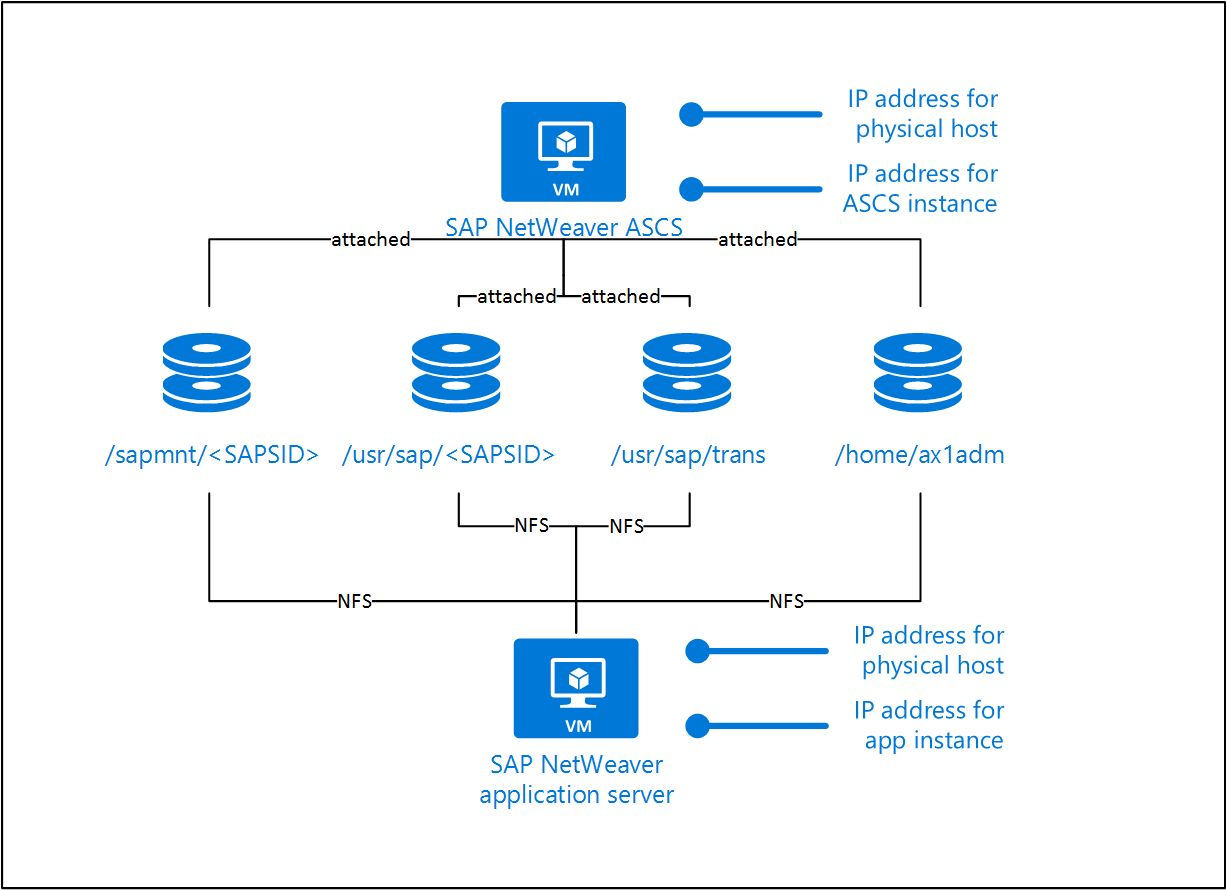 IP address for
physical host
VM
IP address for
ASCS instance
SAP NetWeaver ASCS
attached
attached
attached
attached
/sapmnt/<SAPSID>
/usr/sap/<SAPSID>
/usr/sap/trans
/home/ax1adm
NFS
NFS
NFS
NFS
IP address for
physical host
VM
IP address for
app instance
SAP NetWeaver
application server